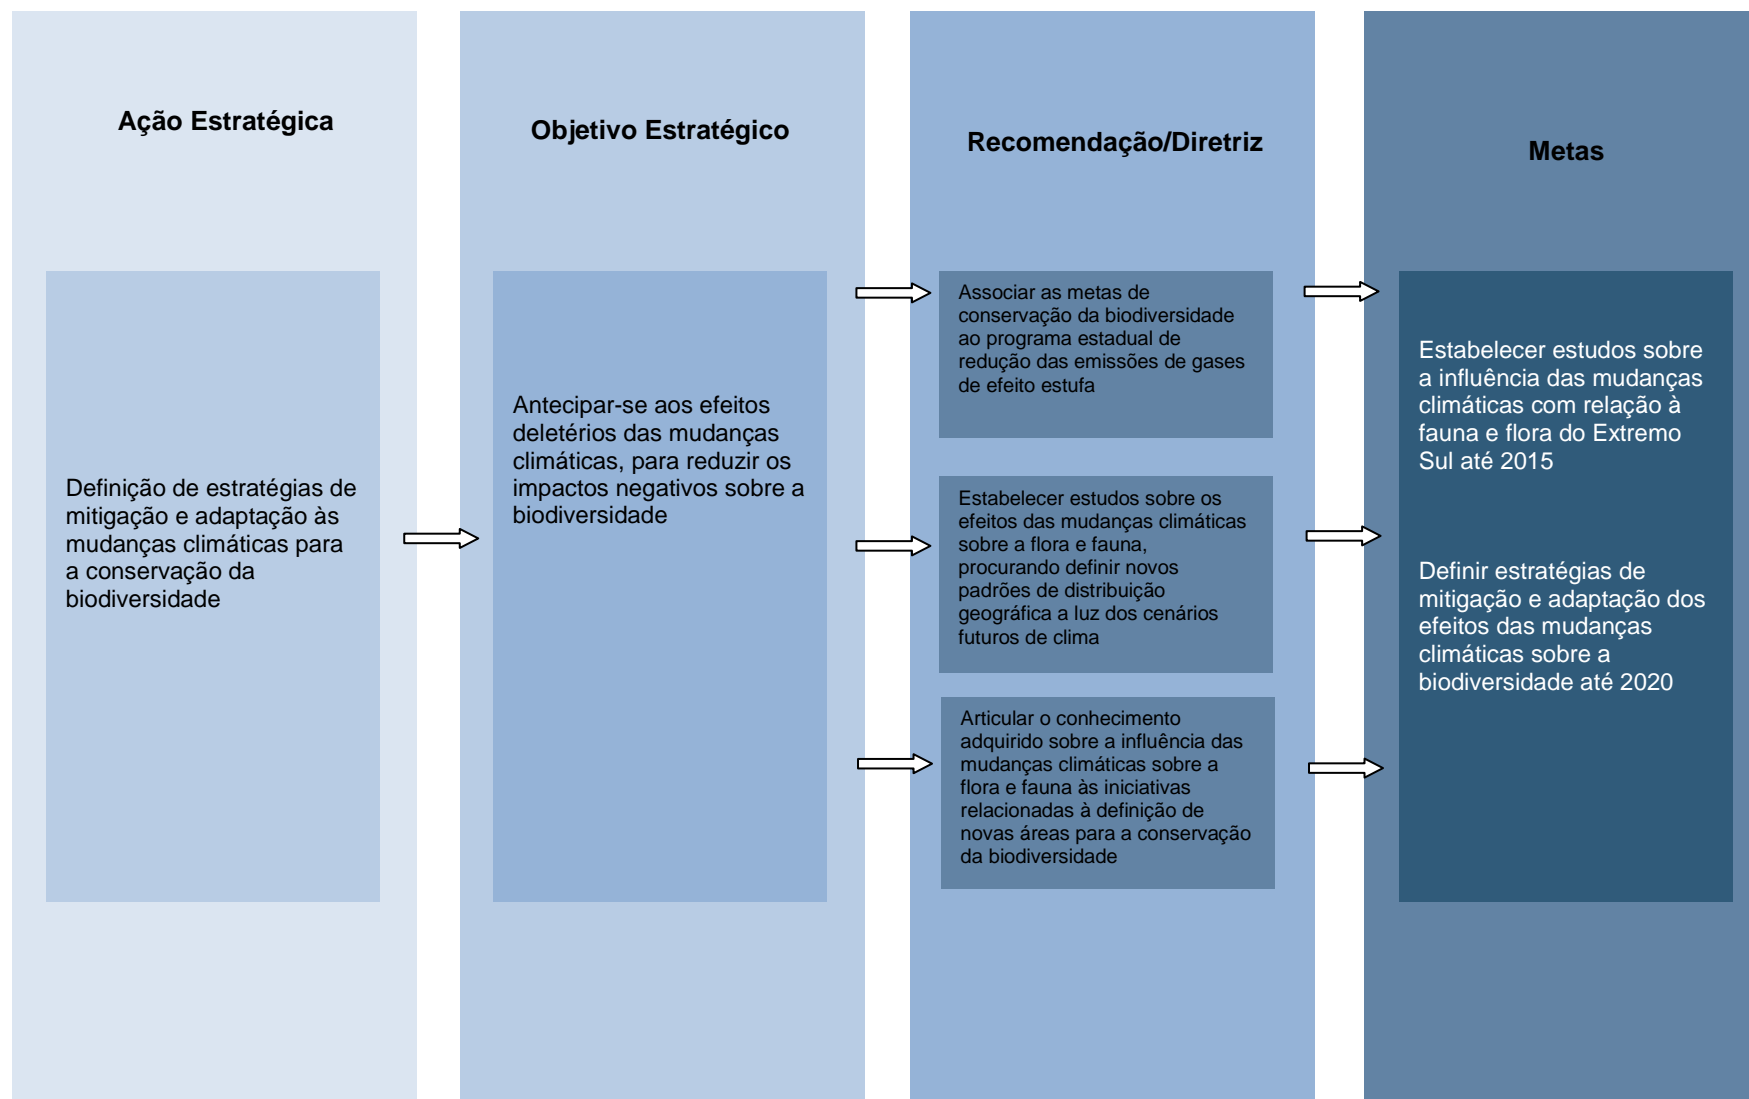 Ação Estratégica
Definição de estratégias de
mitigação e adaptação às
mudanças climáticas para
a conservação da
biodiversidade
Objetivo Estratégico
Antecipar-se aos efeitos
deletérios das mudanças
climáticas, para reduzir os
impactos negativos sobre a
biodiversidade
Recomendação/Diretriz
Associar as metas de
conservação da biodiversidade
ao programa estadual de
redução das emissões de gases
de efeito estufa
Estabelecer estudos sobre os
efeitos das mudanças climáticas
sobre a flora e fauna,
procurando definir novos
padrões de distribuição
geográfica a luz dos cenários
futuros de clima
Articular o conhecimento
adquirido sobre a influência das
mudanças climáticas sobre a
flora e fauna às iniciativas
relacionadas à definição de
novas áreas para a conservação
da biodiversidade
Metas
Estabelecer estudos sobre
a influência das mudanças
climáticas com relação à
fauna e flora do Extremo
Sul até 2015
Definir estratégias de
mitigação e adaptação dos
efeitos das mudanças
climáticas sobre a
biodiversidade até 2020